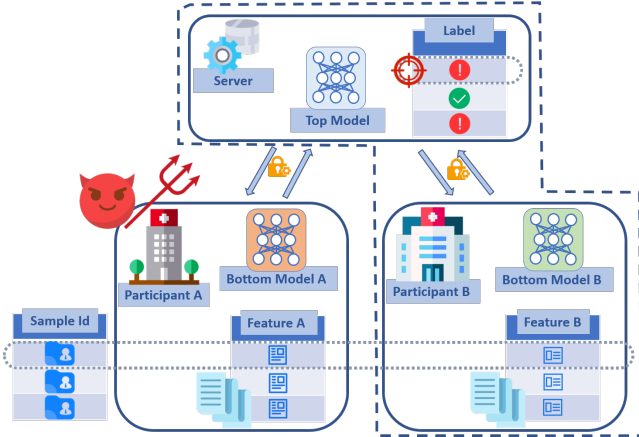 Label
Server
Top Model
Participant A
Bottom Model A
Participant B
Bottom Model B
Sample Id
Feature A
Feature B